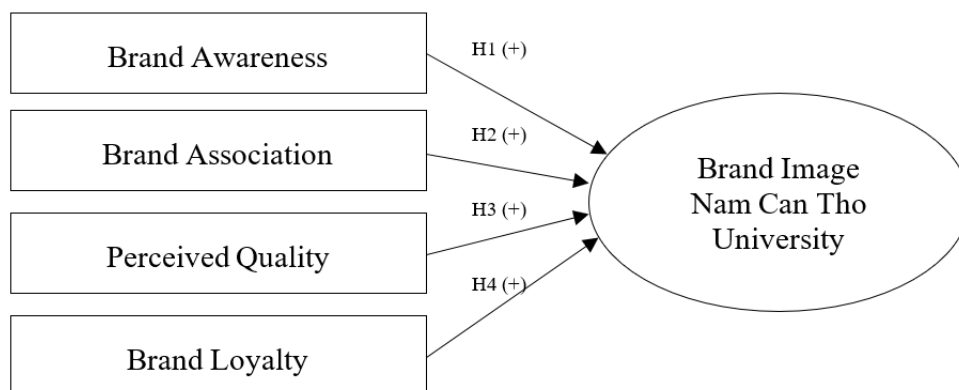 Brand Awareness
H1 (+)
Brand Association
H2 (+)
Perceived Quality
H3 (+)
Brand Loyalty
H4 (+)
Brand Image
Nam Can Tho
University